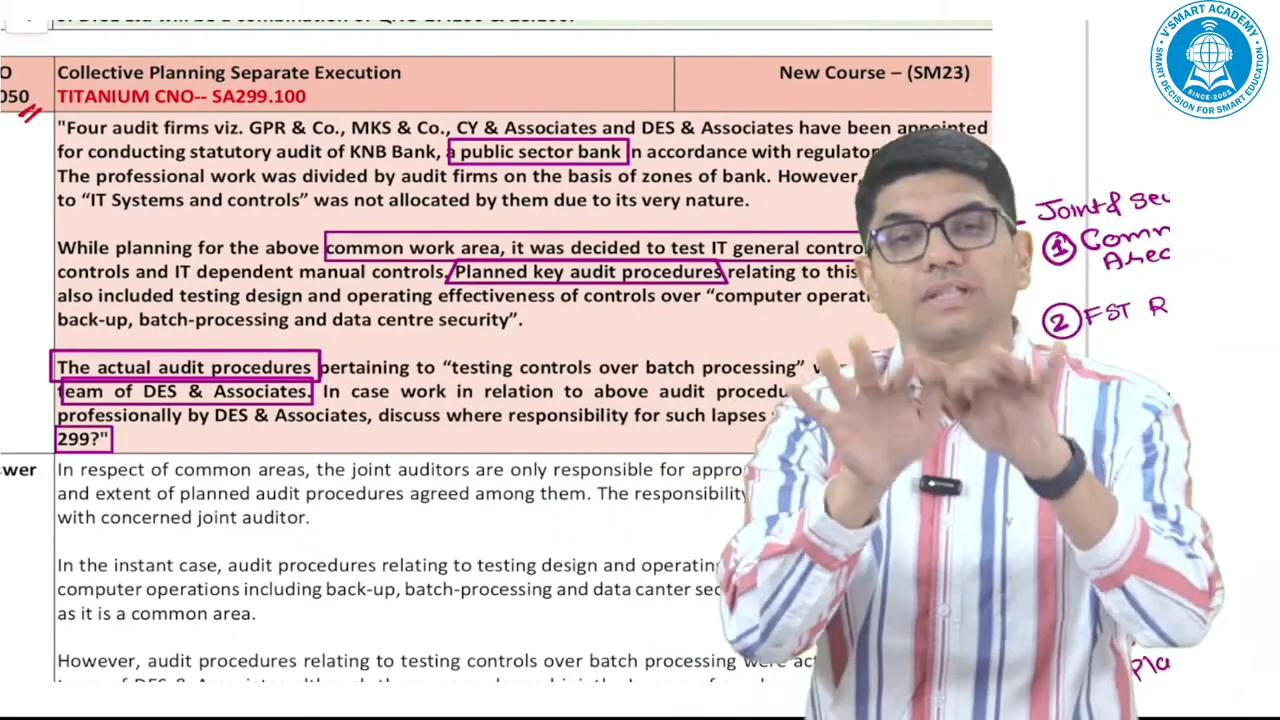 Collective Planning Separate Execution
New Course – (SM23)
050
TITANIUM CNO-- SA299.100
"Four audit firms viz. GPR & Co., MKS & Co., CY & Associates and DES & Associates have been appointed
for conducting statutory audit of KNB Bank, a public sector bank n accordance with regulator
The professional work was divided by audit firms on the basis of zones of bank. However,
to “IT Systems and controls” was not allocated by them due to its very nature.
While planning for the above common work area, it was decided to test IT general contro
controls and IT dependent manual controls. Planned key audit procedures relating to this
also included testing design and operating effectiveness of controls over “computer operat
back-up, batch-processing and data centre security”.
The actual audit procedures pertaining to “testing controls over batch processing” w
team of DES & Associates. In case work in relation to above audit procedu
professionally by DES & Associates, discuss where responsibility for such lapses
299?"
swer
In respect of common areas, the joint auditors are only responsible for appro
and extent of planned audit procedures agreed among them. The responsibility
with concerned joint auditor.
In the instant case, audit procedures relating to testing design and operating
computer operations including back-up, batch-processing and data canter sec
as it is a common area.
However, audit procedures relating to testing controls over batch processing were ac
Joint & Sec
① Comm
Area
② FST R
Pla
V'SMART ACADEMY
SINCE-2005
SMART DECISION FOR SMART EDUCATION